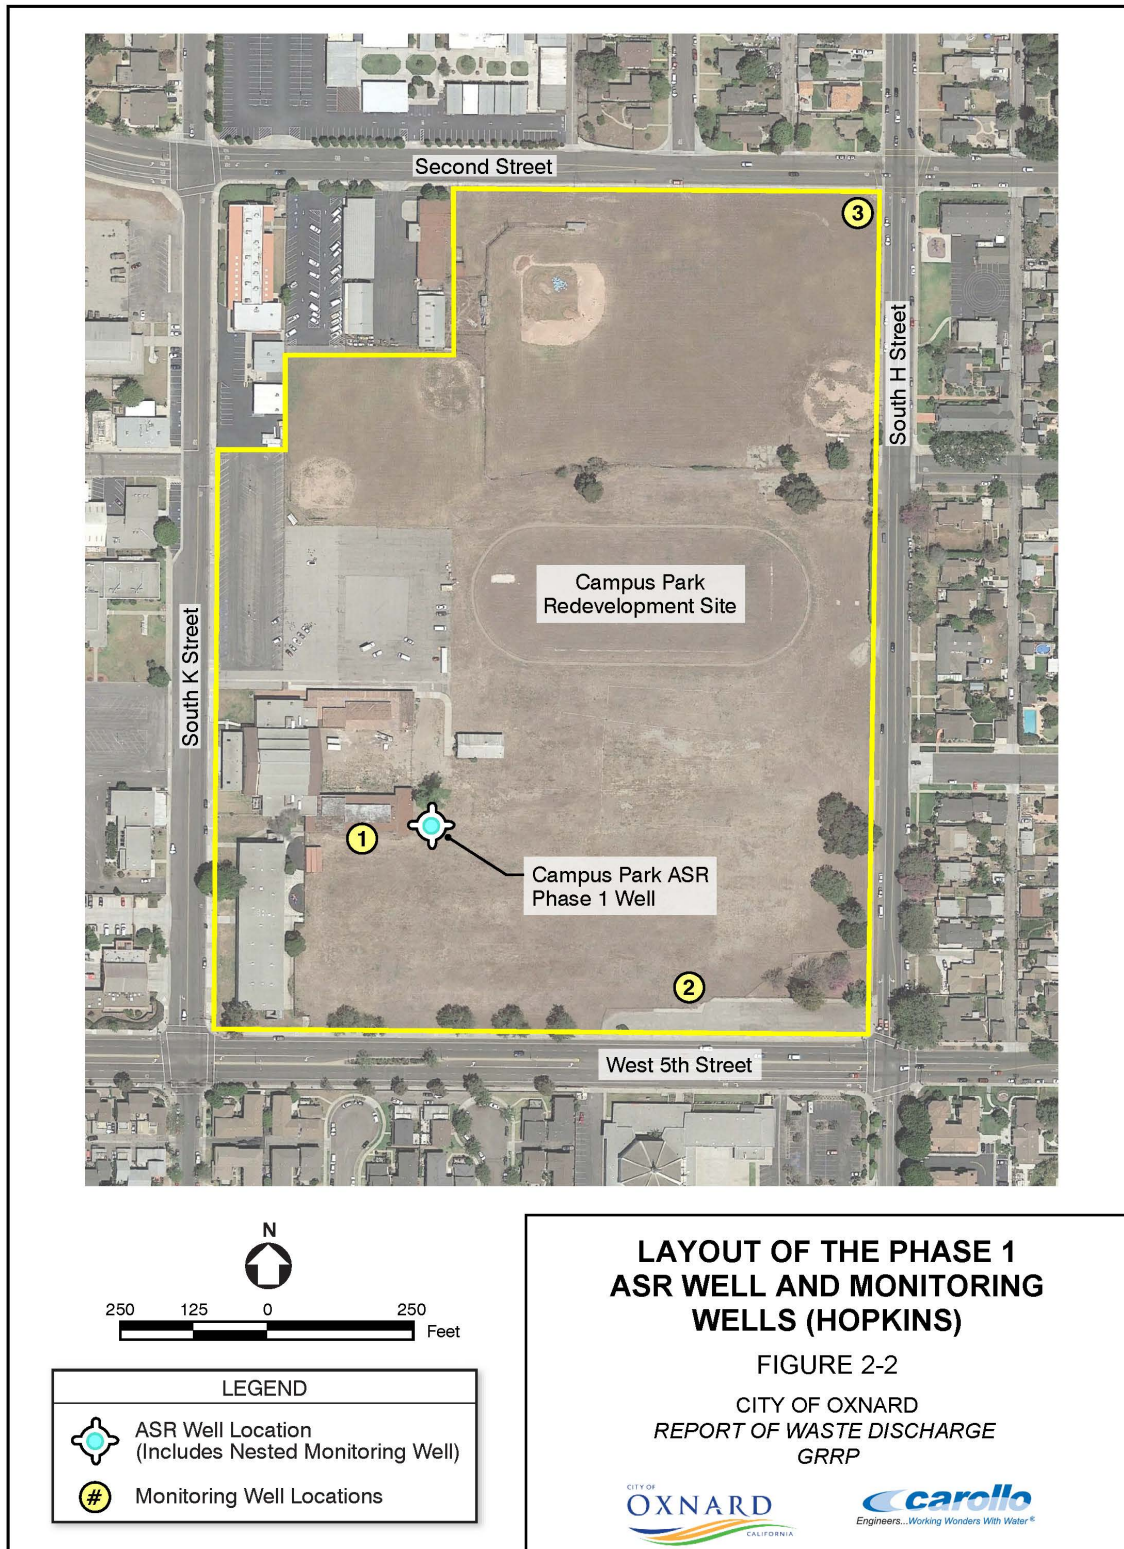 Second Street
3
South H Street
Campus Park
Redevelopment Site
South K Street
1
Campus Park ASR
Phase 1 Well
2
West 5th Street
N
250 125 0 250
Feet
LEGEND
ASR Well Location
(Includes Nested Monitoring Well)
# Monitoring Well Locations
LAYOUT OF THE PHASE 1
ASR WELL AND MONITORING
WELLS (HOPKINS)
FIGURE 2-2
CITY OF OXNARD
REPORT OF WASTE DISCHARGE
GRRP
CITY OF
OXNARD
CALIFORNIA
carollo
Engineers...Working Wonders With Water ®